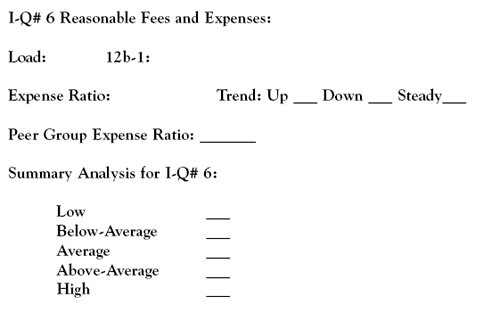 I-Q# 6 Reasonable Fees and Expenses:
Load: 12b-1:
Expense Ratio: Trend: Up ___ Down ___ Steady___
Peer Group Expense Ratio: _______
Summary Analysis for I-Q# 6:
Low ___
Below-Average ___
Average ___
Above-Average ___
High ___